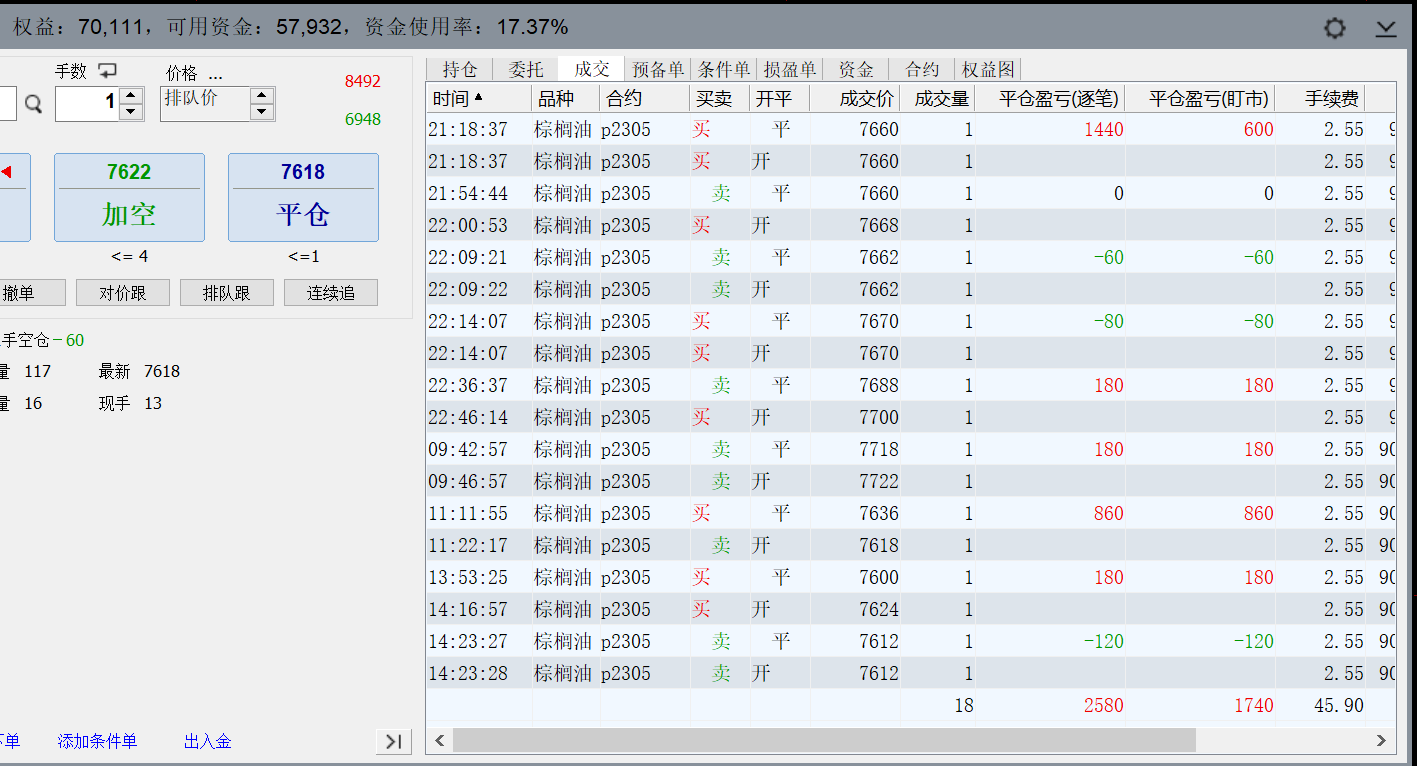 权益：70,111，可用资金：57,932，资金使用率：17.37%
手数 价格 ...
8492
1 排队价
6948
持仓 委托 成交 预备单 条件单 损盈单 资金 合约 权益图
7622 7618
加空 平仓
<= 4 <=1
撤单 对价跟 排队跟 连续追
手空仓-60
量 117 最新 7618
量 16 现手 13
单 添加条件单 出入金
时间 品种 合约 买卖 开平 成交价 成交量 平仓盈亏(逐笔) 平仓盈亏(盯市) 手续费
21:18:37 棕榈油 p2305 买 平 7660 1 1440 600 2.55 9
21:18:37 棕榈油 p2305 买 开 7660 1 2.55 9
21:54:44 棕榈油 p2305 卖 平 7660 1 0 0 2.55 9
22:00:53 棕榈油 p2305 买 开 7668 1 2.55 9
22:09:21 棕榈油 p2305 卖 平 7662 1 -60 -60 2.55 9
22:09:22 棕榈油 p2305 卖 开 7662 1 2.55 9
22:14:07 棕榈油 p2305 买 平 7670 1 -80 -80 2.55 9
22:14:07 棕榈油 p2305 买 开 7670 1 2.55 9
22:36:37 棕榈油 p2305 卖 平 7688 1 180 180 2.55 9
22:46:14 棕榈油 p2305 买 开 7700 1 2.55 9
09:42:57 棕榈油 p2305 卖 平 7718 1 180 180 2.55 90
09:46:57 棕榈油 p2305 卖 开 7722 1 2.55 90
11:11:55 棕榈油 p2305 买 平 7636 1 860 860 2.55 90
11:22:17 棕榈油 p2305 卖 开 7618 1 2.55 90
13:53:25 棕榈油 p2305 买 平 7600 1 180 180 2.55 90
14:16:57 棕榈油 p2305 买 开 7624 1 2.55 90
14:23:27 棕榈油 p2305 卖 平 7612 1 -120 -120 2.55 90
14:23:28 棕榈油 p2305 卖 开 7612 1 2.55 90
18 2580 1740 45.90